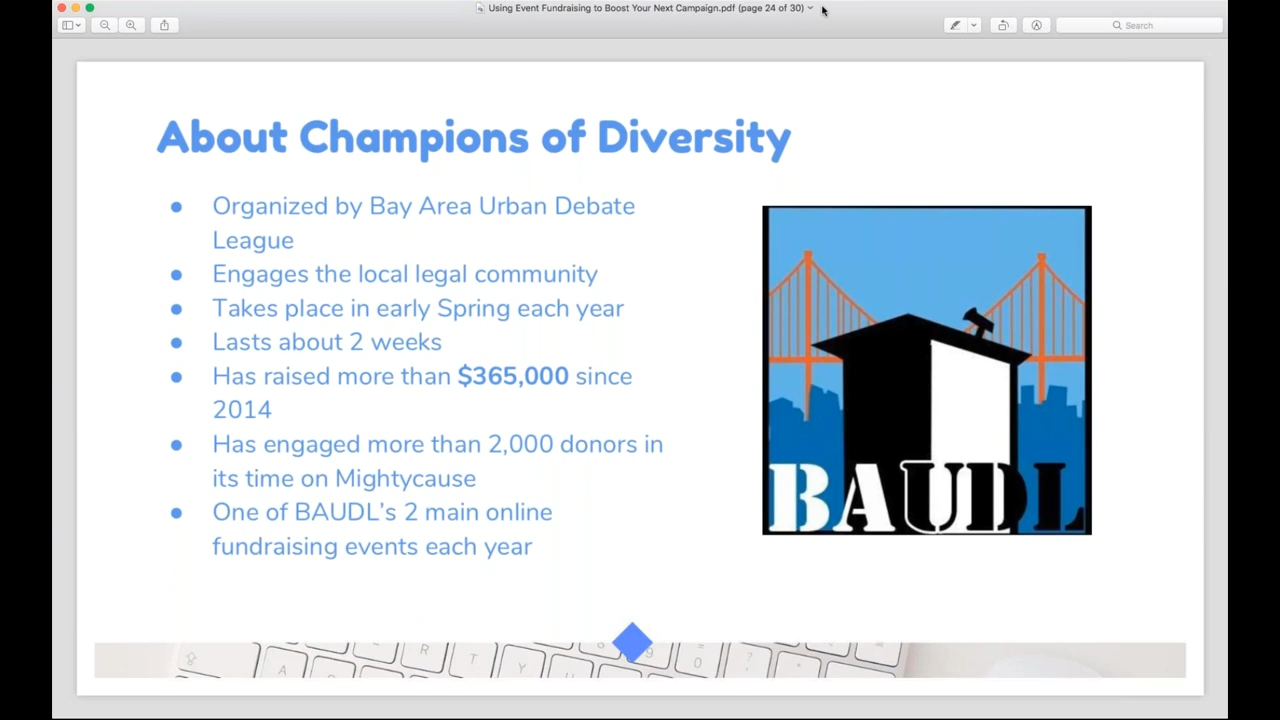 Using Event Fundraising to Boost Your Next Campaign.pdf (page 24 of 30)
Search
About Champions of Diversity
● Organized by Bay Area Urban Debate
League
● Engages the local legal community
● Takes place in early Spring each year
● Lasts about 2 weeks
● Has raised more than $365,000 since
2014
● Has engaged more than 2,000 donors in
its time on Mightycause
● One of BAUDL’s 2 main online
fundraising events each year
BAUDL
A R T Y